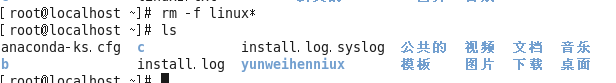 [root@localhost ~]# rm -f linux*
[root@localhost ~]# ls
anaconda-ks.cfg c install.log.syslog 公共的 视频 文档 音乐
b install.log yunweihenniux 模板 图片 下载 桌面
[root@localhost ~]#